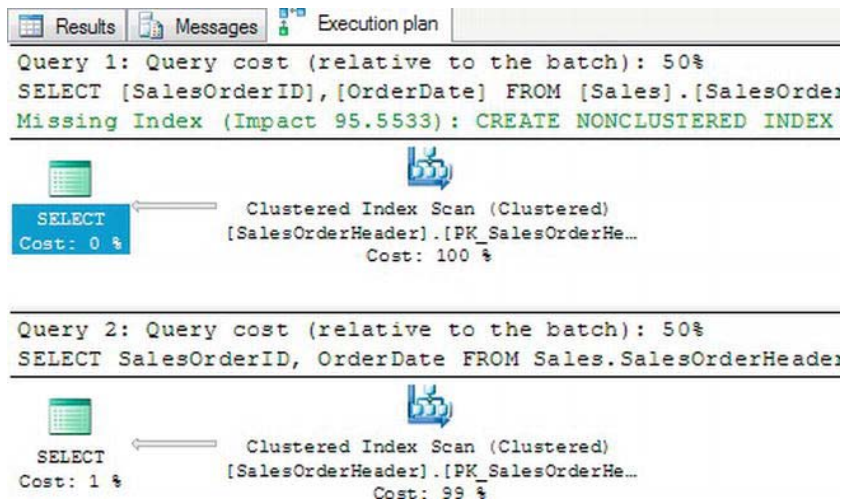 Results Messages Execution plan
Query 1: Query cost (relative to the batch): 50%
SELECT [SalesOrderID],[OrderDate] FROM [Sales].[SalesOrder
Missing Index (Impact 95.5533): CREATE NONCLUSTERED INDEX
SELECT
Cost: 0 %
Clustered Index Scan (Clustered)
[SalesOrderHeader].[PK_SalesOrderHe…
Cost: 100 %
Query 2: Query cost (relative to the batch): 50%
SELECT SalesOrderID, OrderDate FROM Sales.SalesOrderHeader
SELECT
Cost: 1 %
Clustered Index Scan (Clustered)
[SalesOrderHeader].[PK_SalesOrderHe…
Cost: 99 %